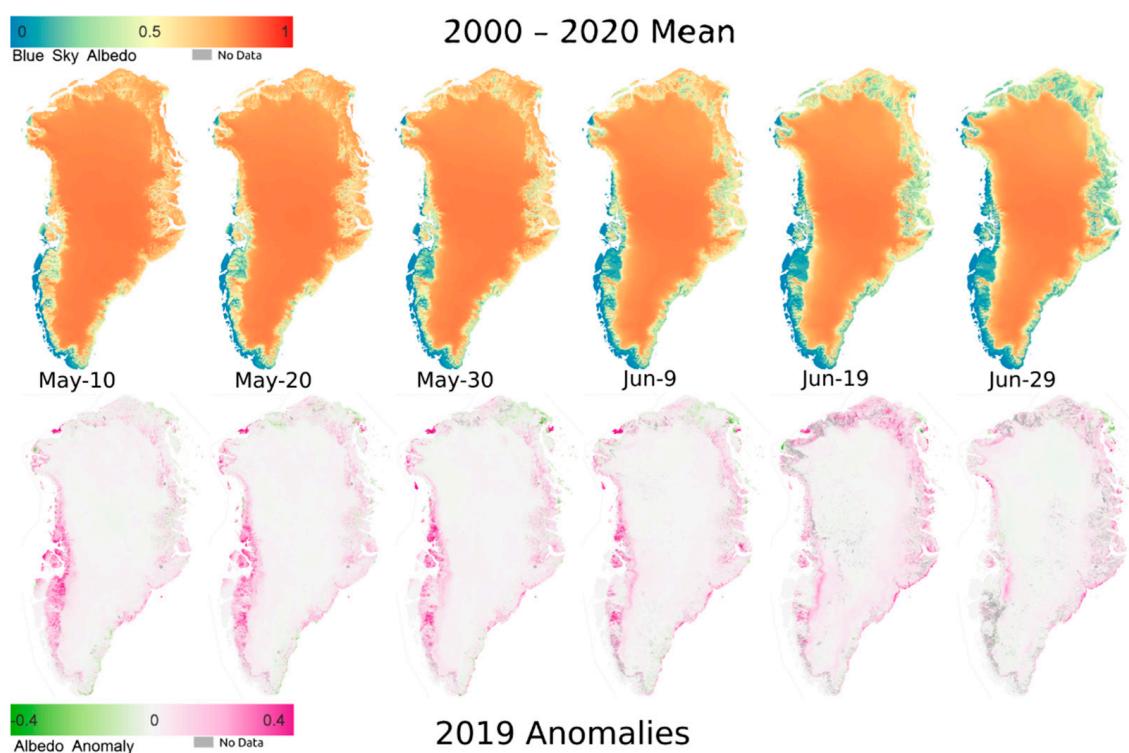 0 0.5 1
Blue Sky Albedo No Data
2000 – 2020 Mean
May-10 May-20 May-30 Jun-9 Jun-19 Jun-29
-0.4 0 0.4
Albedo Anomaly No Data
2019 Anomalies